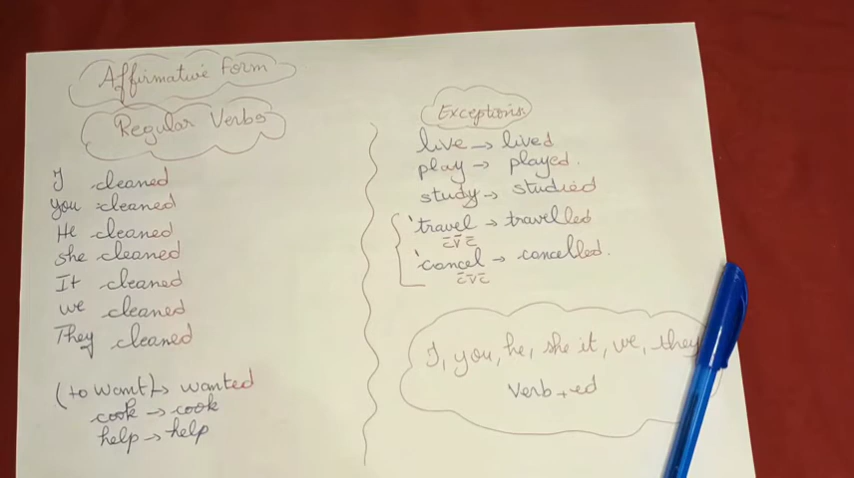 Affirmative Form
Regular Verbs
I cleaned
You cleaned
He cleaned
she cleaned
It cleaned
we cleaned
They cleaned
(to want) → wanted
cook → cook
help → help
Exceptions
live → lived
play → played.
study → studied
'travel → travelled
CVC
'cancel → cancelled.
CVC
I, you, he, she it, we, they
Verb + ed